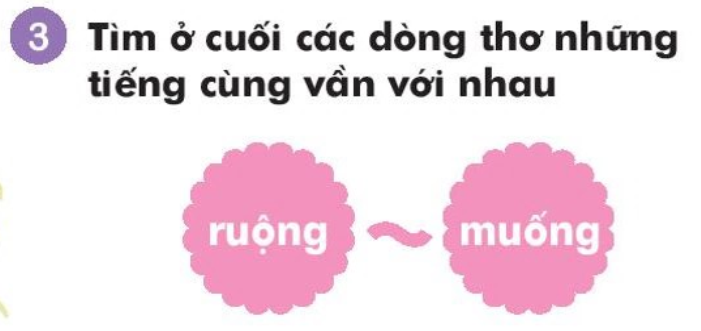 3 Tìm ở cuối các dòng thơ những
tiếng cùng vần với nhau
ruộng ~ muống